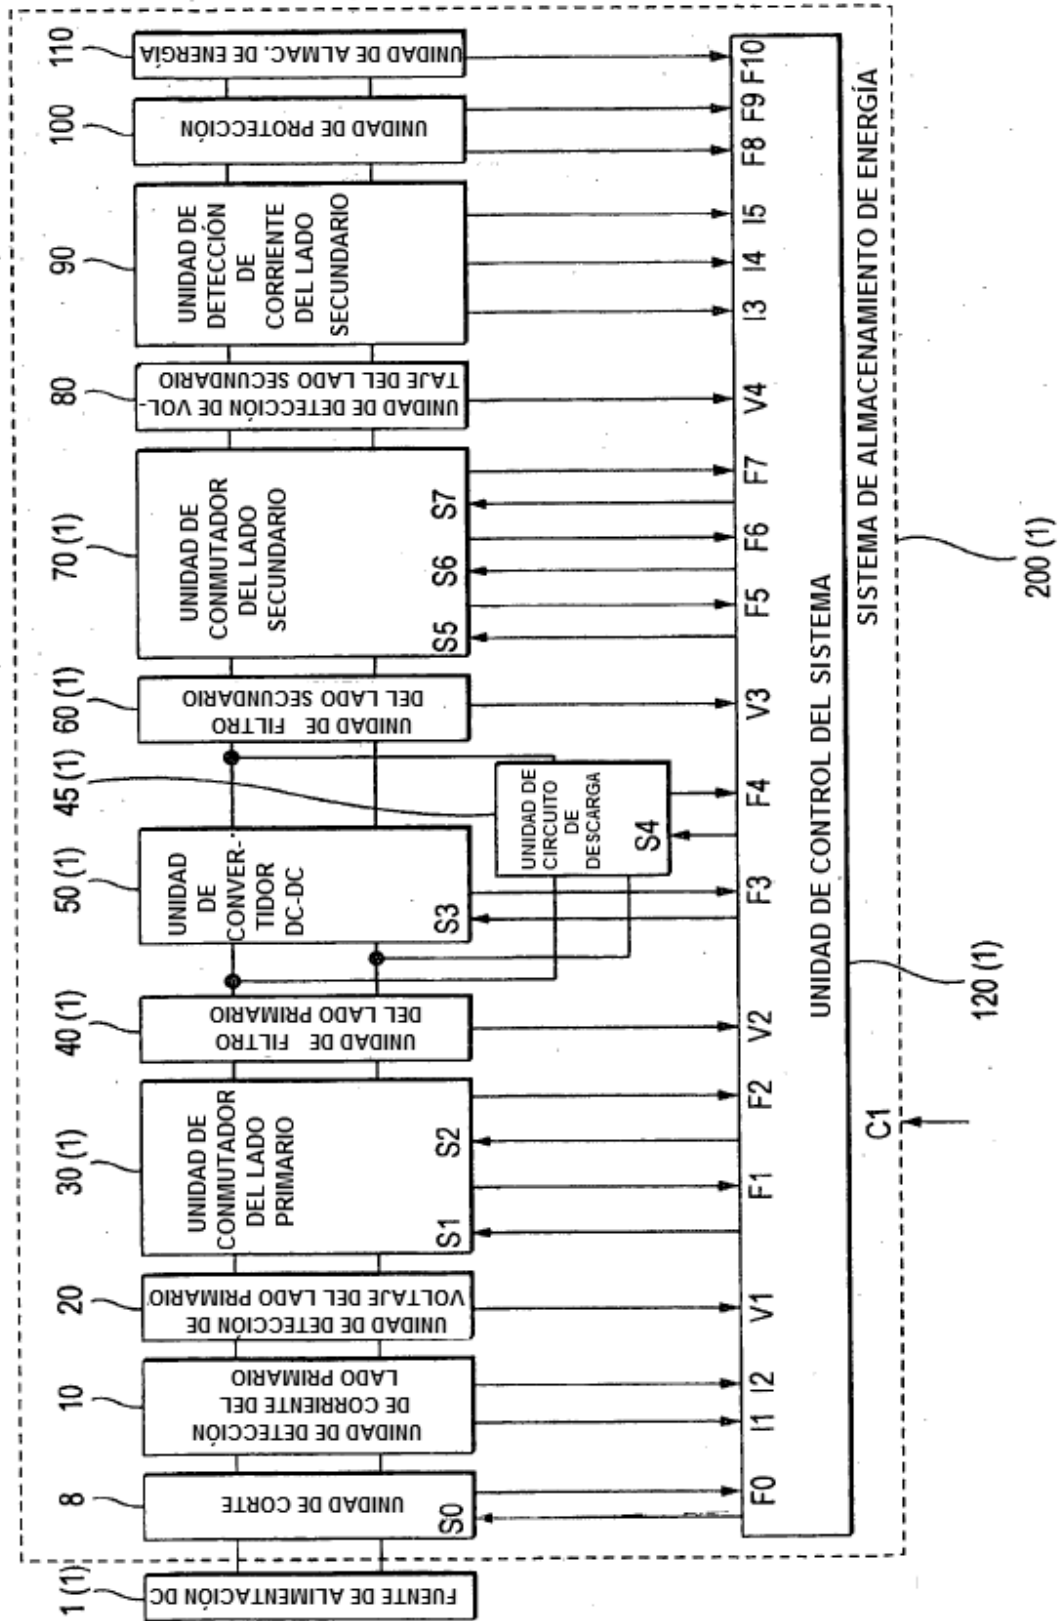 1 (1)
8
10
20
30 (1)
40 (1)
50 (1)
45 (1)
60 (1)
70 (1)
80
90
100
110
FUENTE DE ALIMENTACIÓN DC
UNIDAD DE CORTE
S0
UNIDAD DE DETECCIÓN
DE CORRIENTE DEL
LADO PRIMARIO
UNIDAD DE DETECCION DE
VOLTAJE DEL LADO PRIMARIO
UNIDAD DE
CONMUTADOR
DEL LADO
PRIMARIO
S1
S2
UNIDAD DE FILTRO
DEL LADO PRIMARIO
UNIDAD
DE
CONVER-
TIDOR
DC-DC
S3
UNIDAD DE
CIRCUITO
DE
DESCARGA
S4
UNIDAD DE FILTRO
DEL LADO SECUNDARIO
UNIDAD DE
CONMUTADOR
DEL LADO
SECUNDARIO
S5
S6
S7
UNIDAD DE DETECCIÓN DE VOL-
TAJE DEL LADO SECUNDARIO
UNIDAD DE
DETECCIÓN
DE
CORRIENTE
DEL LADO
SECUNDARIO
UNIDAD DE PROTECCIÓN
UNIDAD DE ALMAC. DE ENERGÍA
F0
I1
I2
V1
F1
F2
V2
F3
F4
V3
F5
F6
F7
V4
I3
I4
I5
F8
F9
F10
UNIDAD DE CONTROL DEL SISTEMA
C1
SISTEMA DE ALMACENAMIENTO DE ENERGÍA
120 (1)
200 (1)